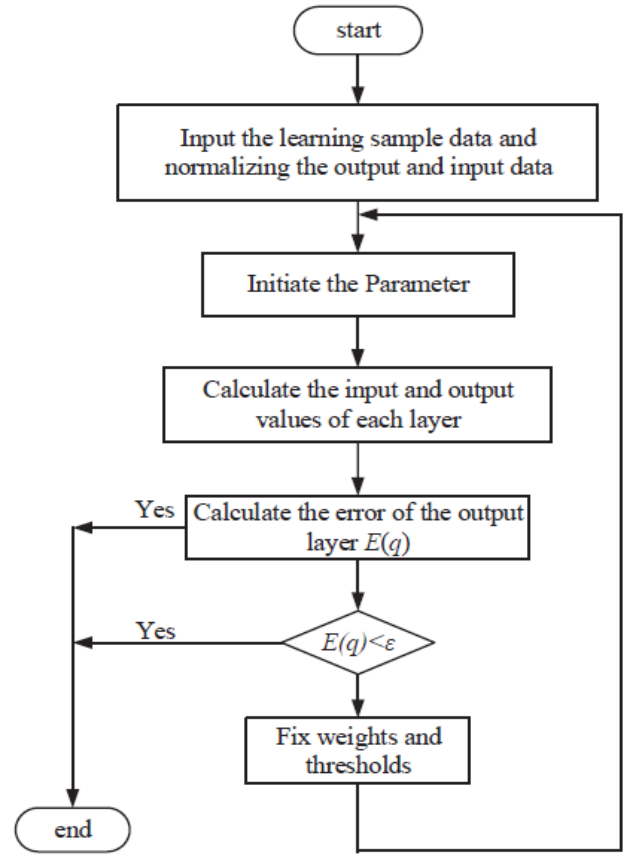 start
Input the learning sample data and
normalizing the output and input data
Initiate the Parameter
Calculate the input and output
values of each layer
Yes
Calculate the error of the output
layer E(q)
Yes
E(q)<ε
Fix weights and
thresholds
end